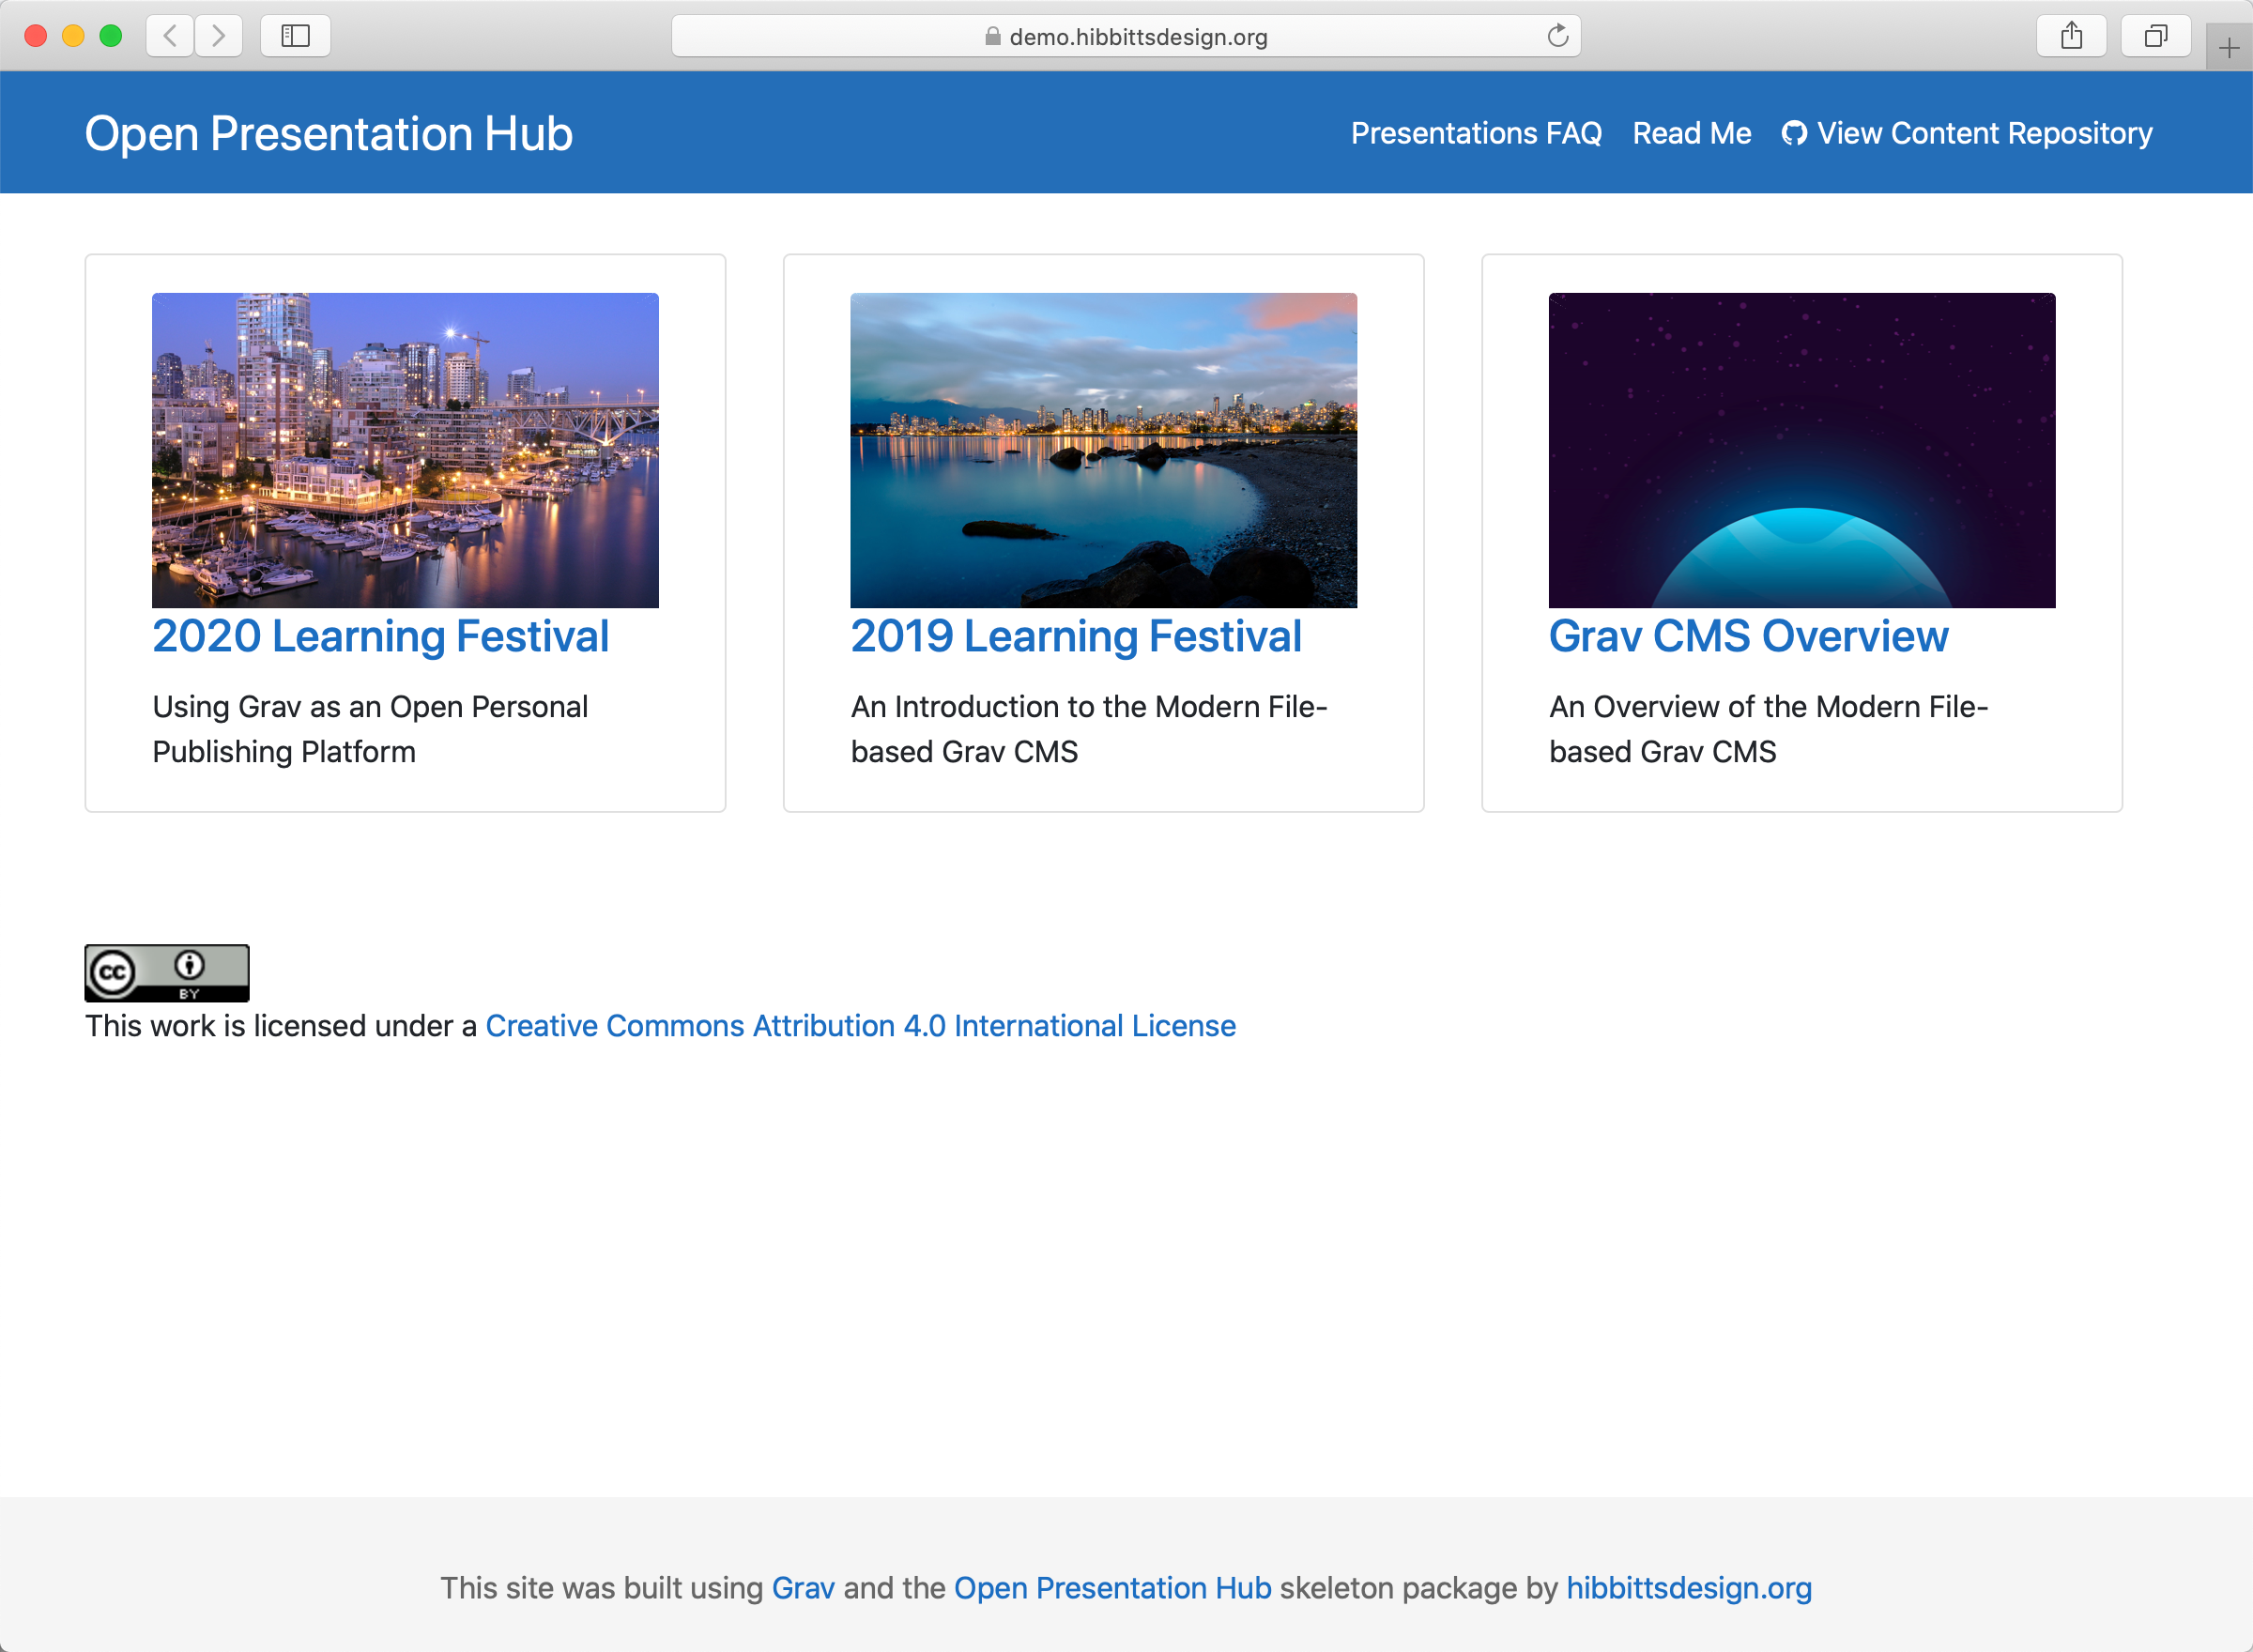 demo.hibbittsdesign.org
Open Presentation Hub
Presentations FAQ
Read Me
View Content Repository
2020 Learning Festival
Using Grav as an Open Personal
Publishing Platform
2019 Learning Festival
An Introduction to the Modern File-
based Grav CMS
Grav CMS Overview
An Overview of the Modern File-
based Grav CMS
cc
BY
This work is licensed under a Creative Commons Attribution 4.0 International License
This site was built using Grav and the Open Presentation Hub skeleton package by hibbittsdesign.org